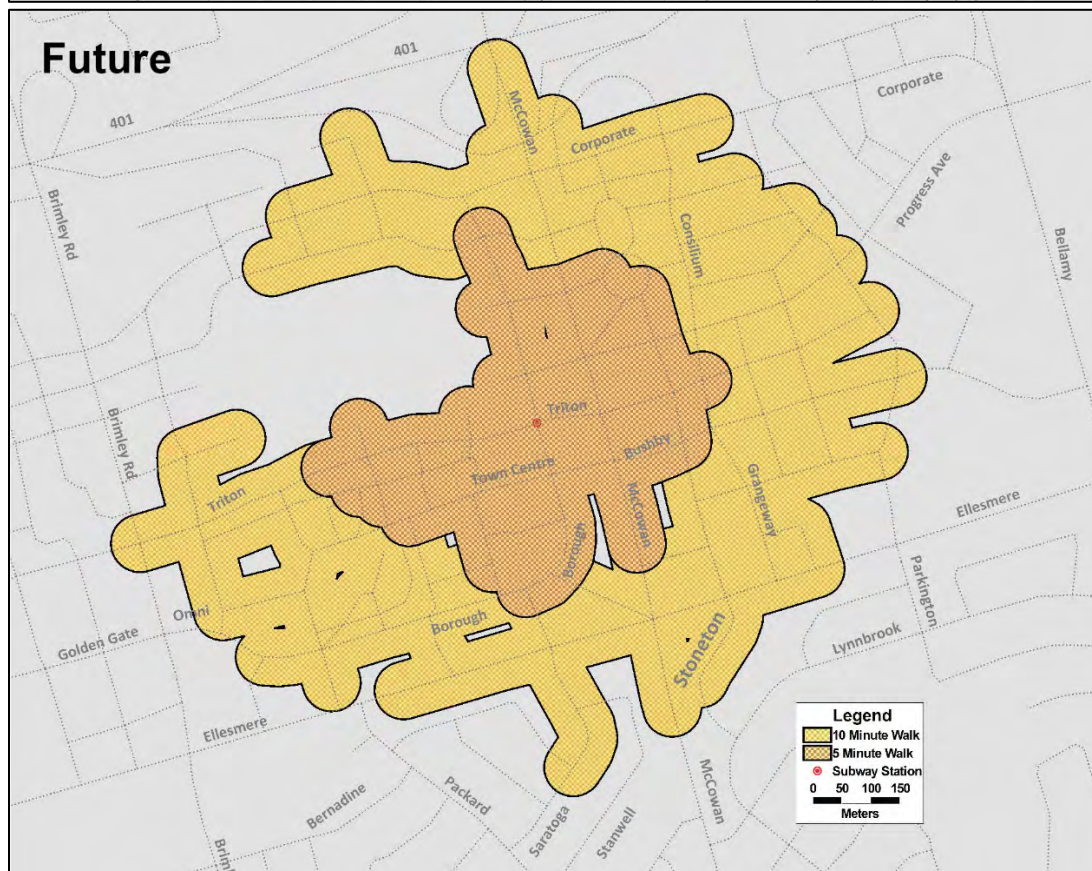 Future
401
401
McCowan
Corporate
Corporate
Progress Ave
Brimley Rd
Consilium
Bellamy
Brimley Rd
Triton
Town Centre
Bushby
Triton
McCowan
Grangeway
Ellesmere
Borough
Parkington
Omni
Golden Gate
Borough
Stoneton
Lynnbrook
Ellesmere
Legend
10 Minute Walk
5 Minute Walk
Subway Station
0 50 100 150
Meters
McCowan
Packard
Bernadine
Saratoga
Stanwell